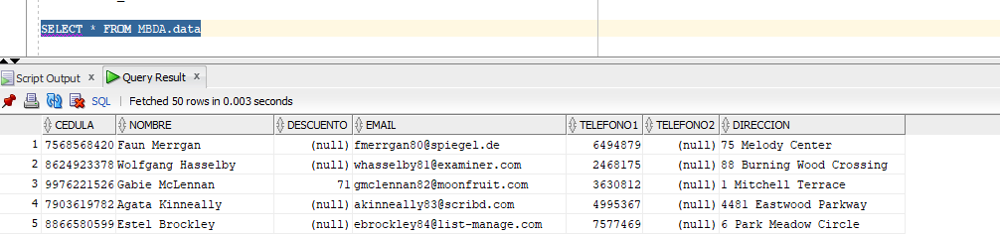 SELECT * FROM MBDA.data
Script Output x Query Result x
SQL | Fetched 50 rows in 0.003 seconds
CEDULA NOMBRE DESCUENTO EMAIL TELEFONO1 TELEFONO2 DIRECCION
1 7568568420 Faun Merrgan (null) fmerrgan80@spiegel.de 6494879 (null) 75 Melody Center
2 8624923378 Wolfgang Hasselby (null) whasselby81@examiner.com 2468175 (null) 88 Burning Wood Crossing
3 9976221526 Gabie McLennan 71 gmclennan82@moonfruit.com 3630812 (null) 1 Mitchell Terrace
4 7903619782 Agata Kinneally (null) akinneally83@scribd.com 4995367 (null) 4481 Eastwood Parkway
5 8866580599 Estel Brockley (null) ebrockley84@list-manage.com 7577469 (null) 6 Park Meadow Circle